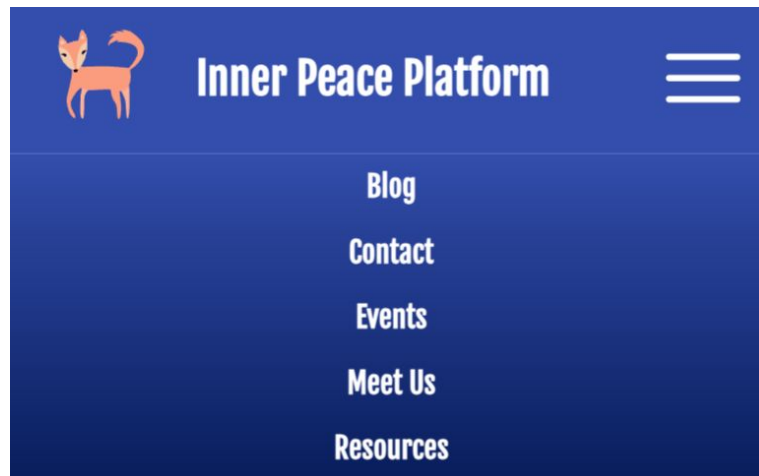 Inner Peace Platform
Blog
Contact
Events
Meet Us
Resources